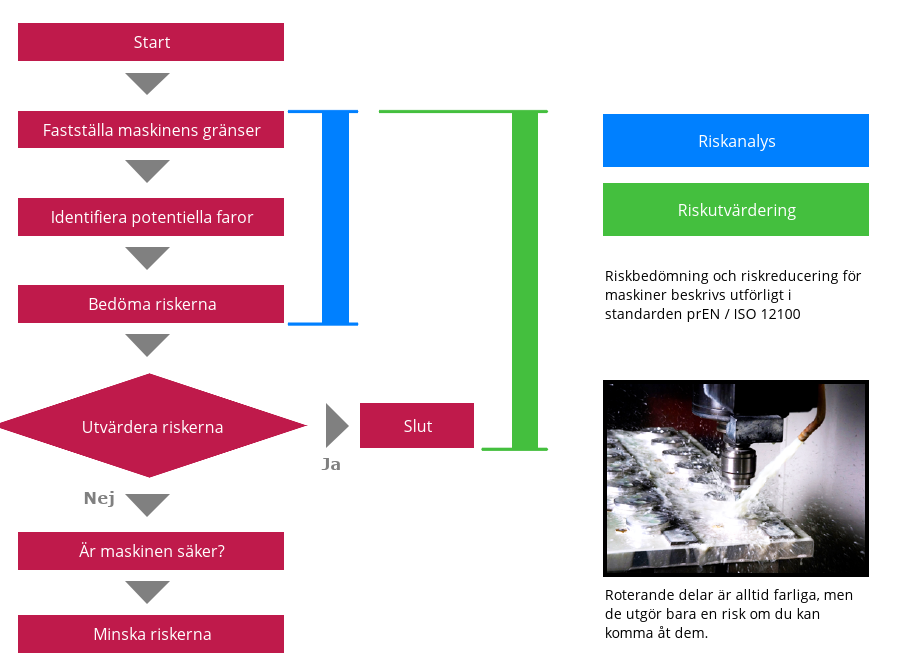 Start
Fastställa maskinens gränser
Identifiera potentiella faror
Bedöma riskerna
Utvärdera riskerna
Ja
Slut
Nej
Är maskinen säker?
Minska riskerna
Riskanalys
Riskutvärdering
Riskbedömning och riskreducering för
maskiner beskrivs utförligt i
standarden prEN / ISO 12100
Roterande delar är alltid farliga, men
de utgör bara en risk om du kan
komma åt dem.